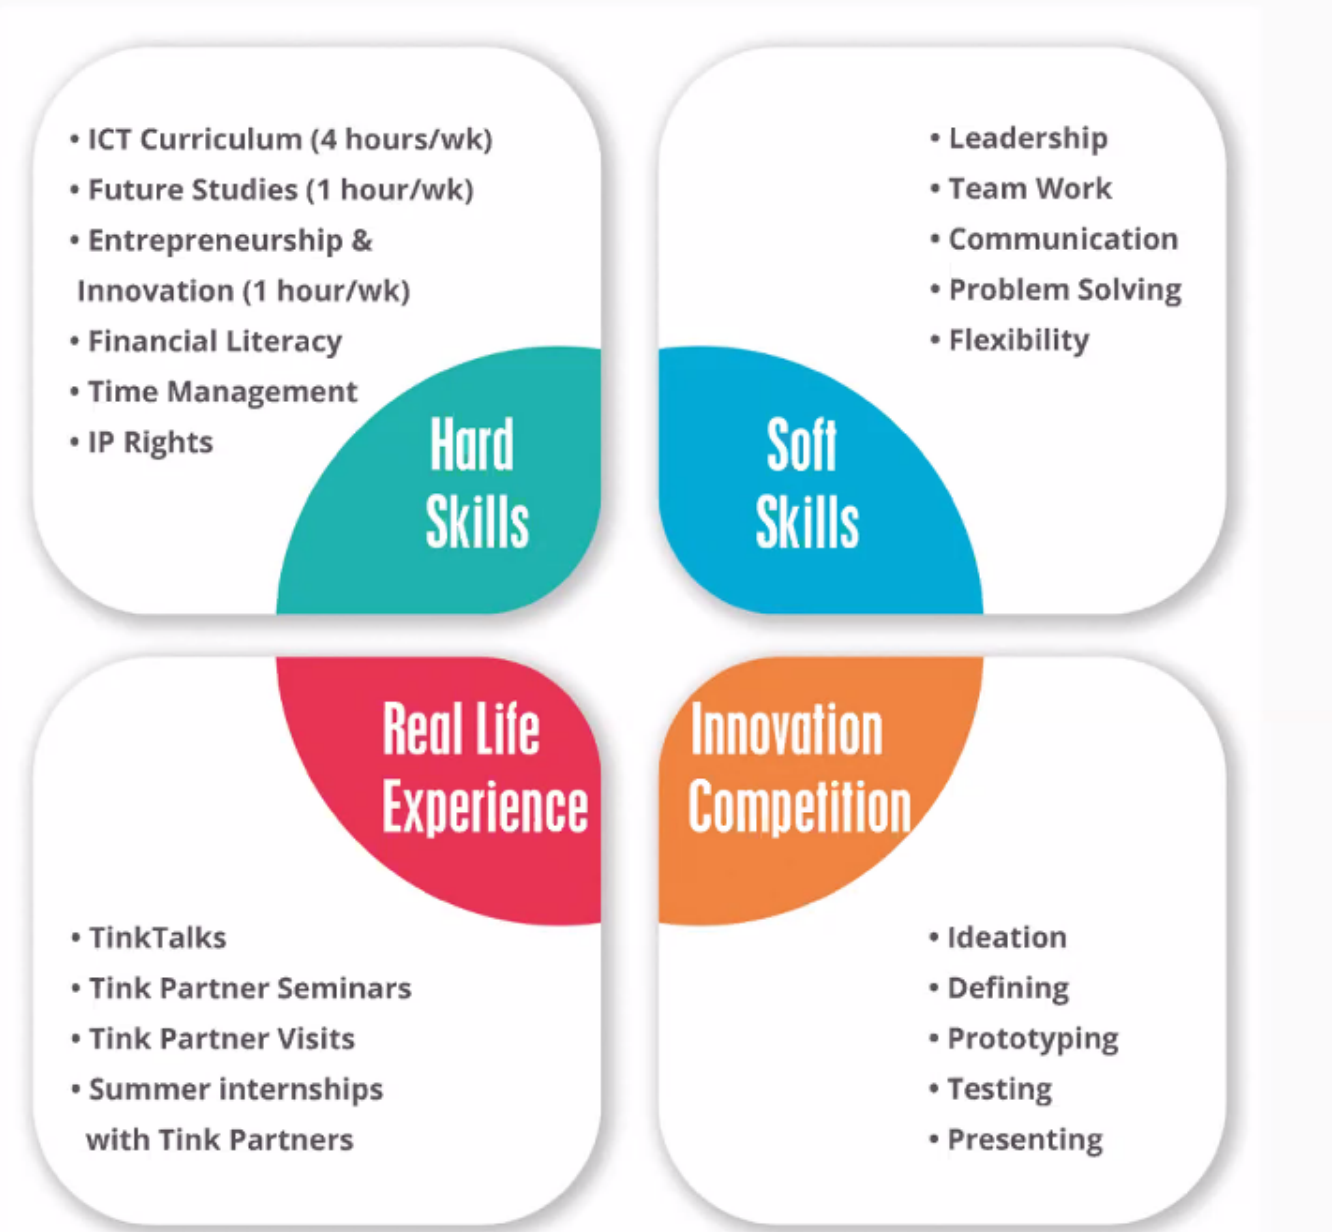 • ICT Curriculum (4 hours/wk)
• Future Studies (1 hour/wk)
• Entrepreneurship &
Innovation (1 hour/wk)
• Financial Literacy
• Time Management
• IP Rights
Hard
Skills
• Leadership
• Team Work
• Communication
• Problem Solving
• Flexibility
Soft
Skills
Real Life
Experience
• TinkTalks
• Tink Partner Seminars
• Tink Partner Visits
• Summer internships
with Tink Partners
Innovation
Competition
• Ideation
• Defining
• Prototyping
• Testing
• Presenting